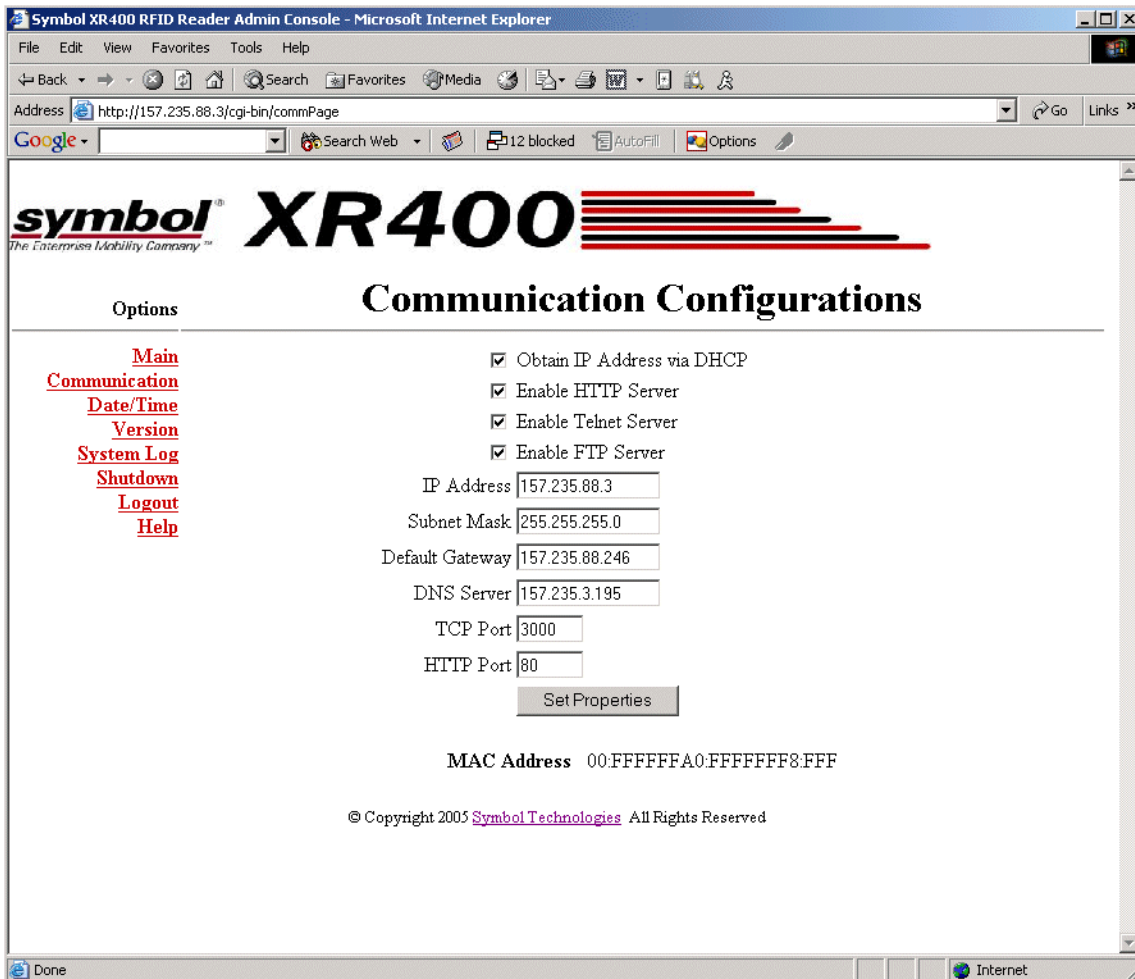 Symbol XR400 RFID Reader Admin Console - Microsoft Internet Explorer
File Edit View Favorites Tools Help
Back Search Favorites Media
Address http://157.235.88.3/cgi-bin/commPage Go Links »
Google Search Web 12 blocked AutoFill Options
symbol® XR400
The Enterprise Mobility Company ™
Options
Communication Configurations
Main
Communication
Date/Time
Version
System Log
Shutdown
Logout
Help
Obtain IP Address via DHCP
Enable HTTP Server
Enable Telnet Server
Enable FTP Server
IP Address 157.235.88.3
Subnet Mask 255.255.255.0
Default Gateway 157.235.88.246
DNS Server 157.235.3.195
TCP Port 3000
HTTP Port 80
Set Properties
MAC Address 00:FFFFFFA0:FFFFFFF8:FFF
© Copyright 2005 Symbol Technologies All Rights Reserved
Done Internet